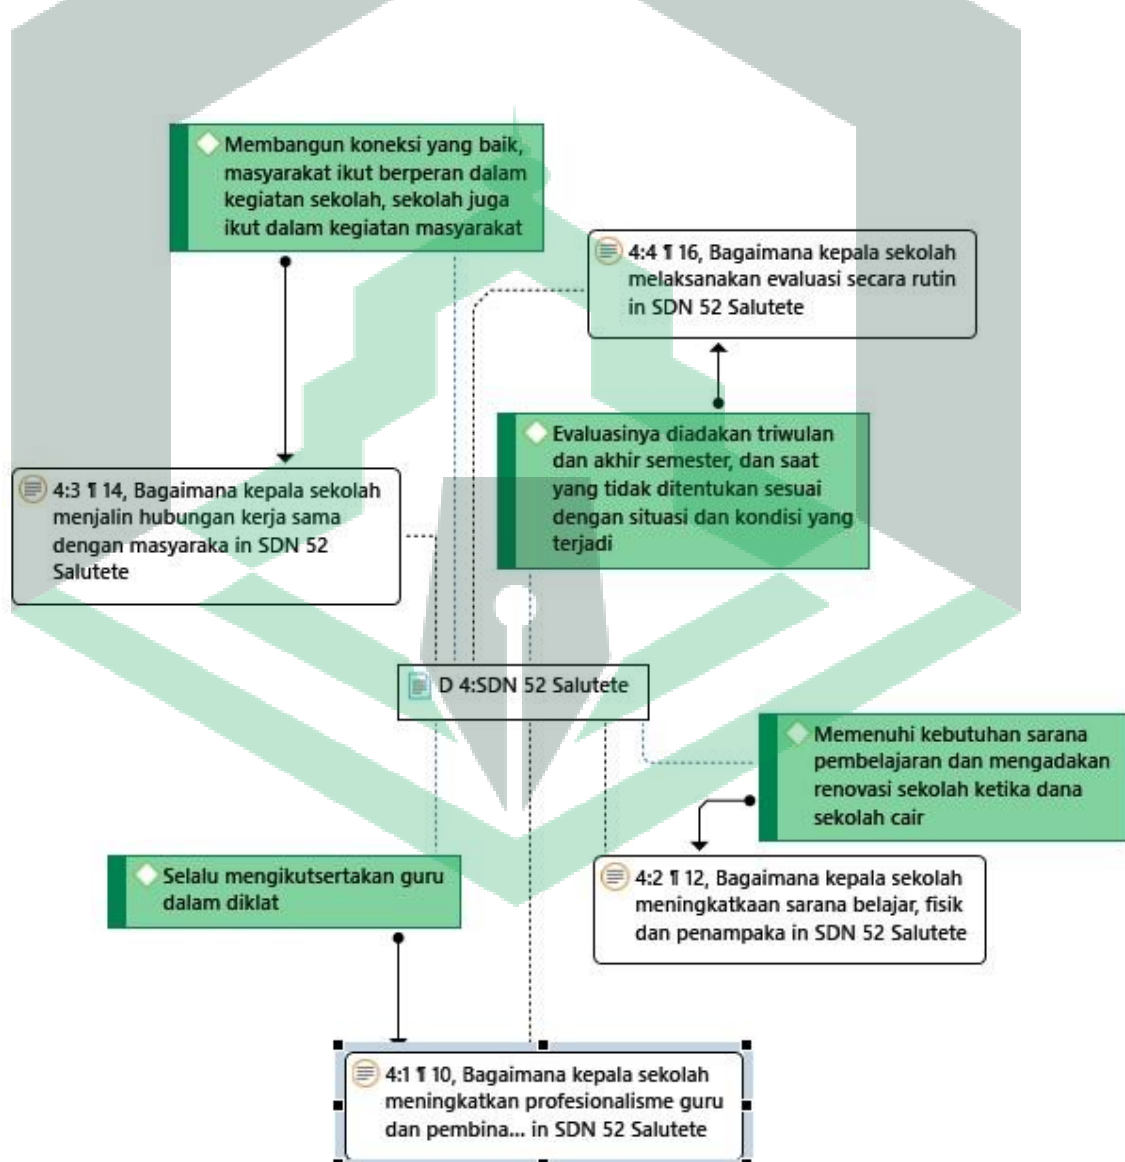 Membangun koneksi yang baik,
masyarakat ikut berperan dalam
kegiatan sekolah, sekolah juga
ikut dalam kegiatan masyarakat
4:4 ¶ 16, Bagaimana kepala sekolah
melaksanakan evaluasi secara rutin
in SDN 52 Salutete
Evaluasinya diadakan triwulan
dan akhir semester, dan saat
yang tidak ditentukan sesuai
dengan situasi dan kondisi yang
terjadi
4:3 ¶ 14, Bagaimana kepala sekolah
menjalin hubungan kerja sama
dengan masyaraka in SDN 52
Salutete
D 4:SDN 52 Salutete
Memenuhi kebutuhan sarana
pembelajaran dan mengadakan
renovasi sekolah ketika dana
sekolah cair
Selalu mengikutsertakan guru
dalam diklat
4:2 ¶ 12, Bagaimana kepala sekolah
meningkatkaan sarana belajar, fisik
dan penampaka in SDN 52 Salutete
4:1 ¶ 10, Bagaimana kepala sekolah
meningkatkan profesionalisme guru
dan pembina... in SDN 52 Salutete